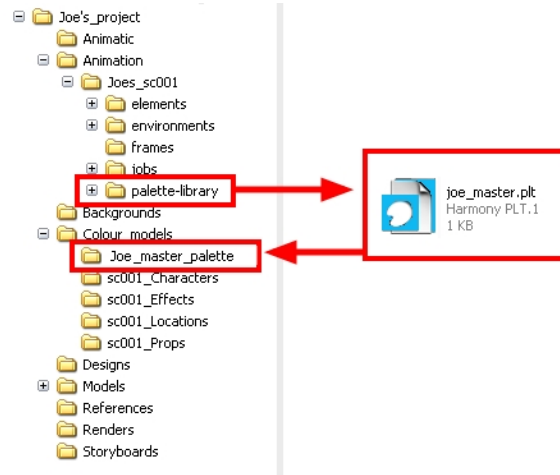 Joe's_project
Animatic
Animation
Joes_sc001
elements
environments
frames
jobs
palette-library
Backgrounds
Colour_models
Joe_master_palette
sc001_Characters
sc001_Effects
sc001_Locations
sc001_Props
Designs
Models
References
Renders
Storyboards
joe_master.plt
Harmony PLT.1
1 KB